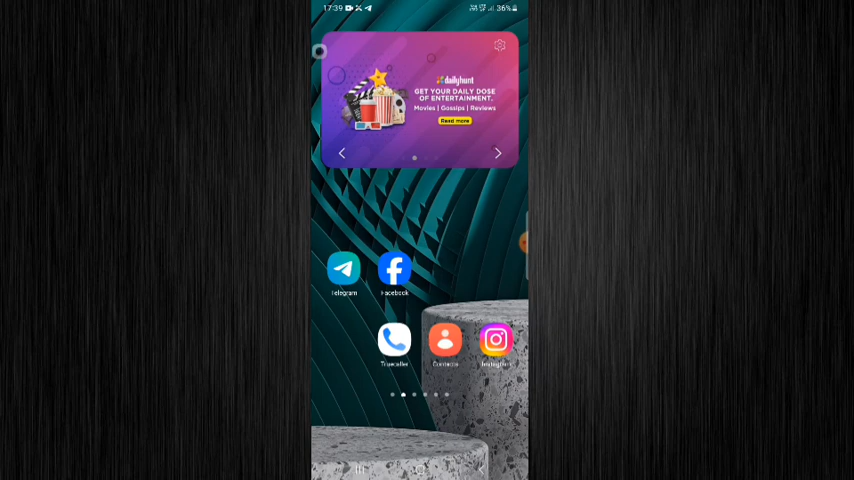 17:39
36%
dailyhunt
GET YOUR DAILY DOSE
OF ENTERTAINMENT.
Movies | Gossips | Reviews
Read more
Telegram
Facebook
Truecaller
Contacts
Instagram